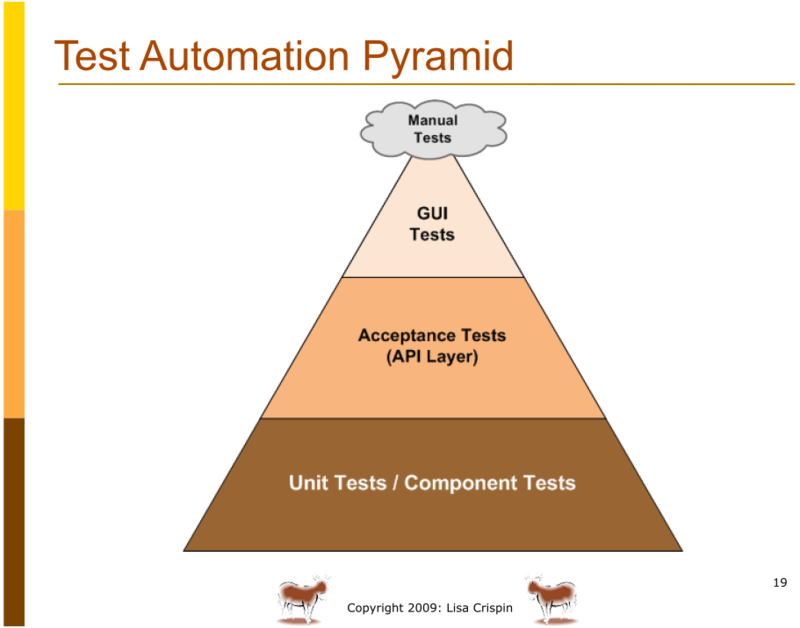 Test Automation Pyramid
Manual
Tests
GUI
Tests
Acceptance Tests
(API Layer)
Unit Tests / Component Tests
19
Copyright 2009: Lisa Crispin